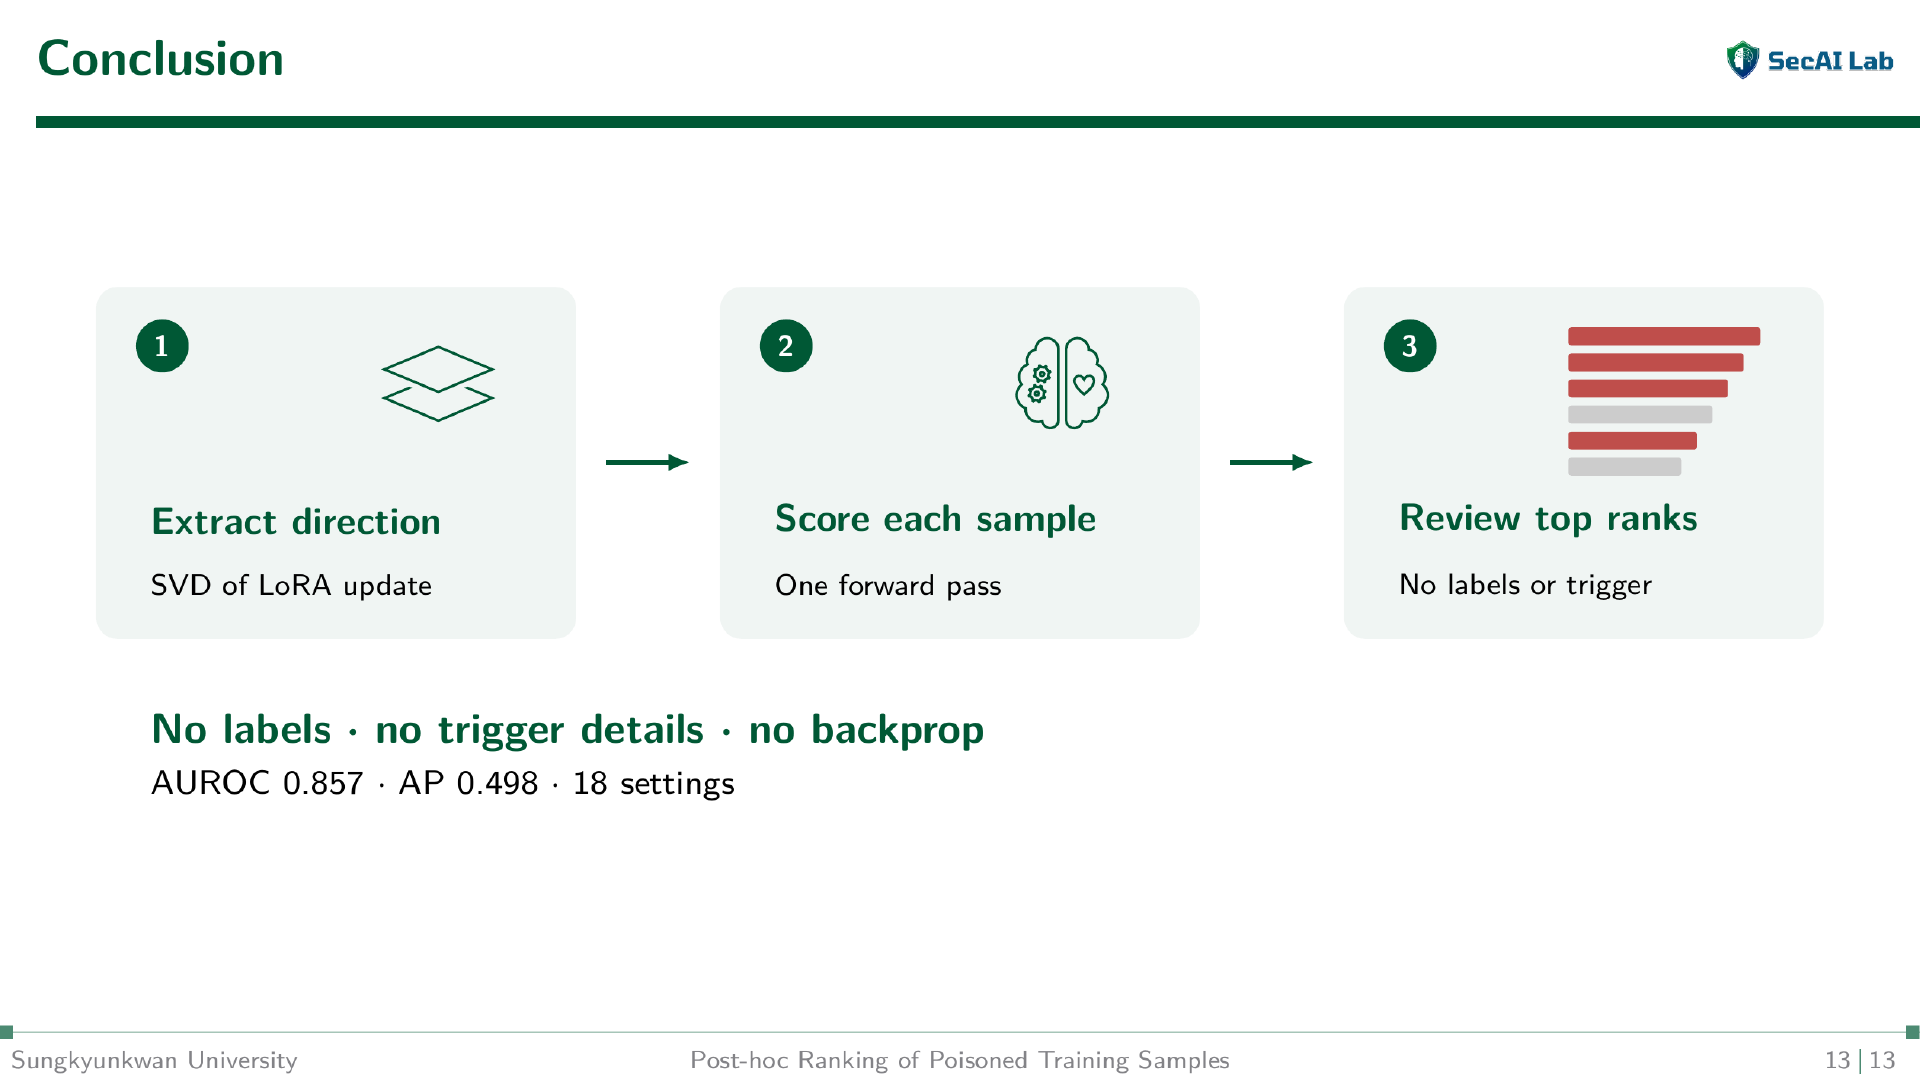 Conclusion
SecAI Lab
1
Extract direction
SVD of LoRA update
2
Score each sample
One forward pass
3
Review top ranks
No labels or trigger
No labels · no trigger details · no backprop
AUROC 0.857 · AP 0.498 · 18 settings
Sungkyunkwan University
Post-hoc Ranking of Poisoned Training Samples
13 | 13